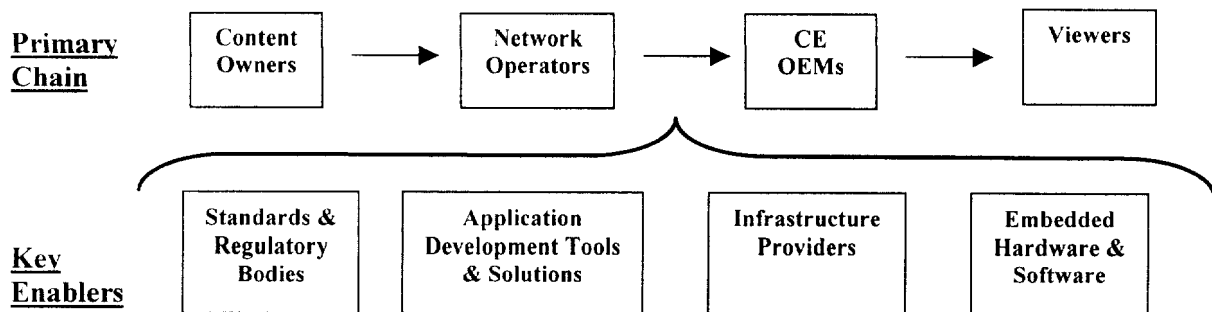 Primary Chain
Content Owners
Network Operators
CE OEMs
Viewers
Key Enablers
Standards & Regulatory Bodies
Application Development Tools & Solutions
Infrastructure Providers
Embedded Hardware & Software